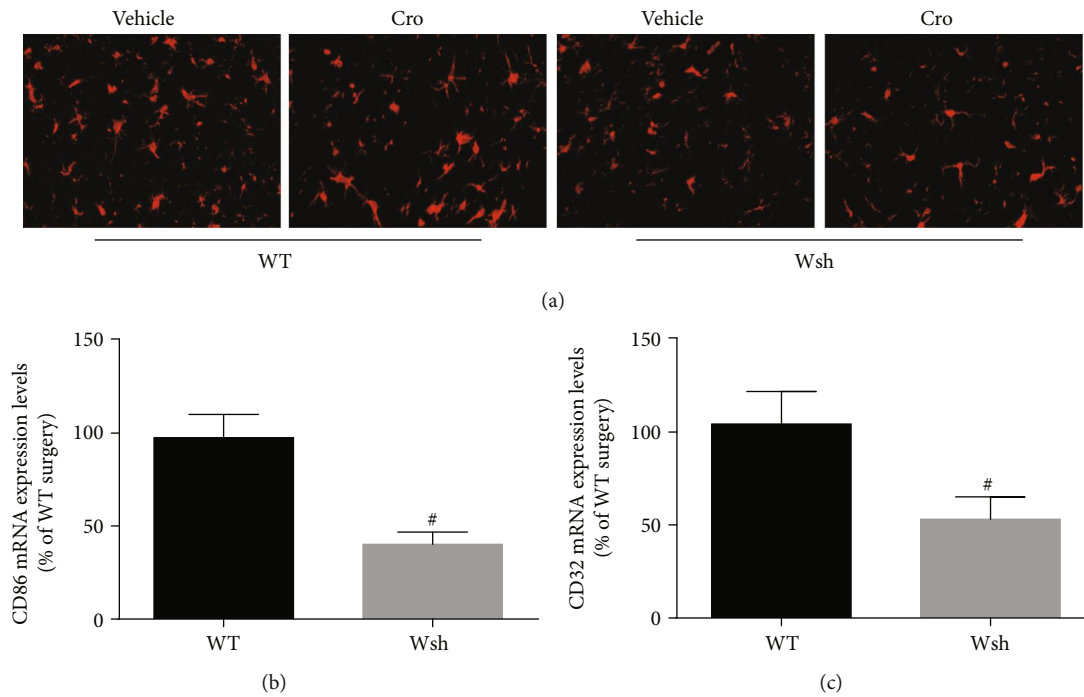 Vehicle Cro Vehicle Cro
WT Wsh
(a)
CD86 mRNA expression levels
(% of WT surgery)
150
100
50
0
#
WT Wsh
(b)
CD32 mRNA expression levels
(% of WT surgery)
150
100
50
0
#
WT Wsh
(c)